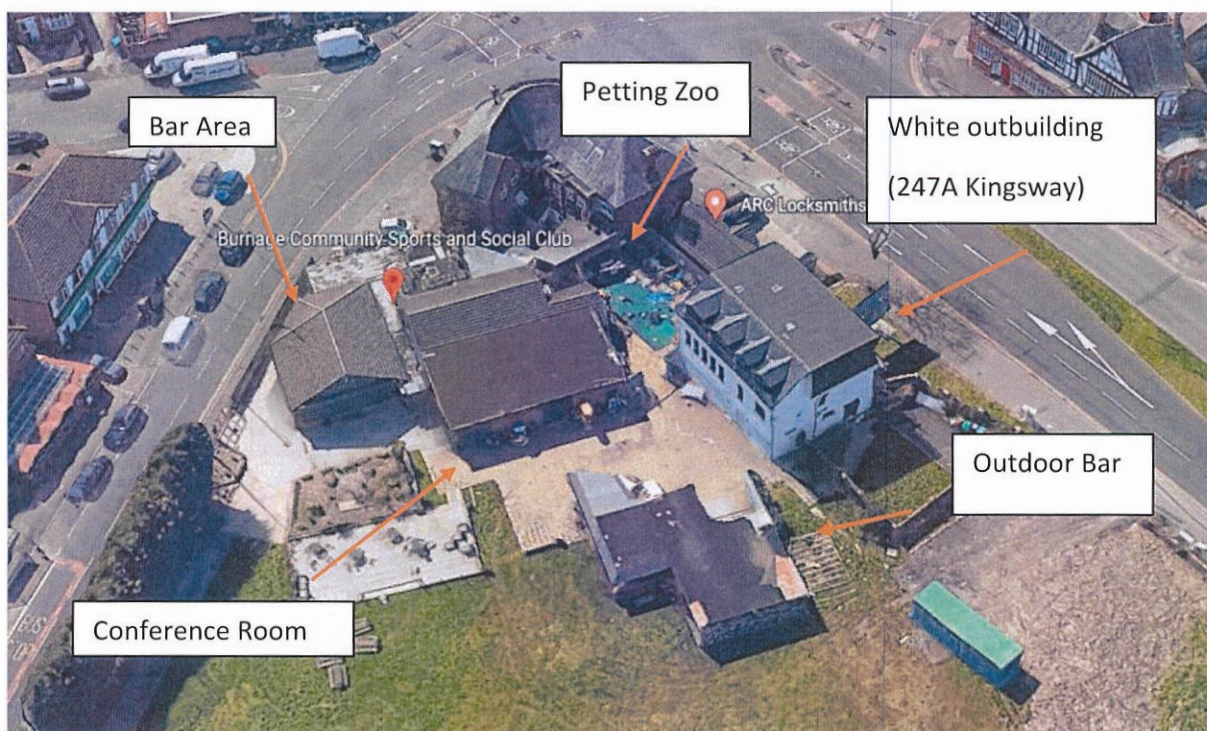 Petting Zoo
Bar Area
White outbuilding
(247A Kingsway)
ARC Locksmiths
Burnage Community Sports and Social Club
Outdoor Bar
Conference Room